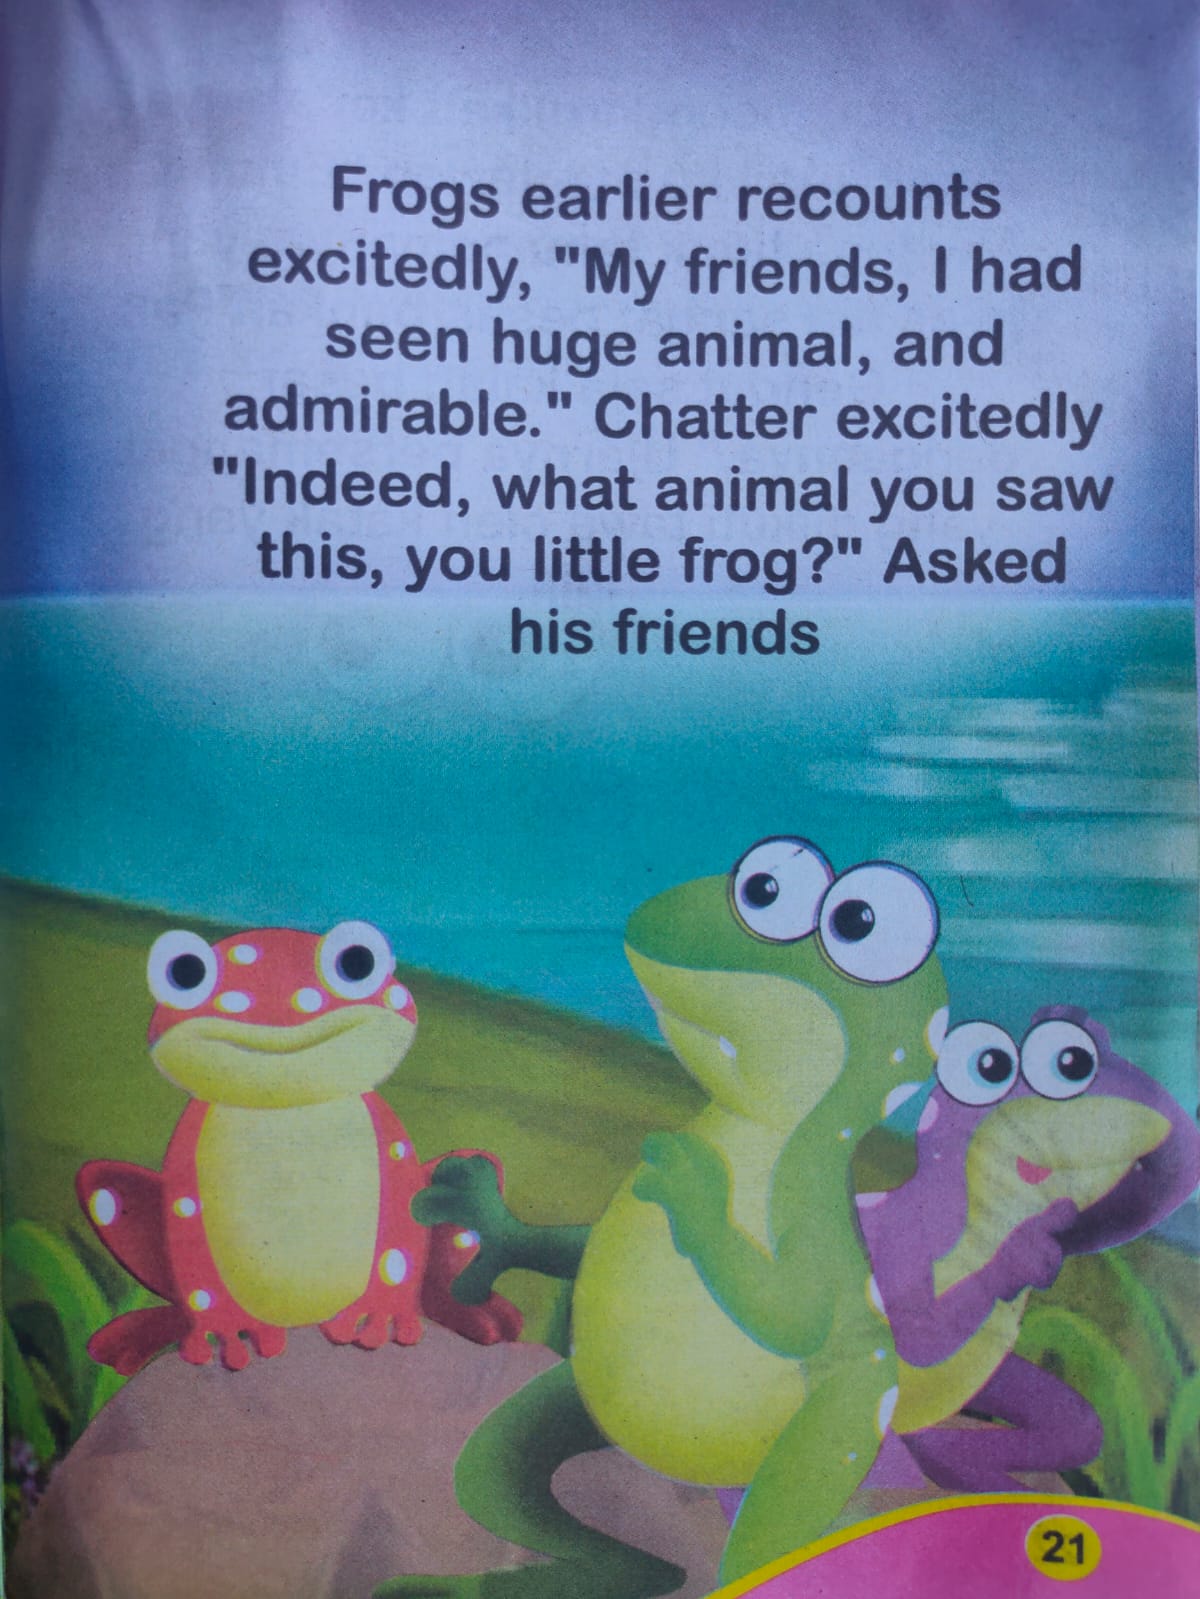 Frogs earlier recounts
excitedly, "My friends, I had
seen huge animal, and
admirable." Chatter excitedly
"Indeed, what animal you saw
this, you little frog?" Asked
his friends
21